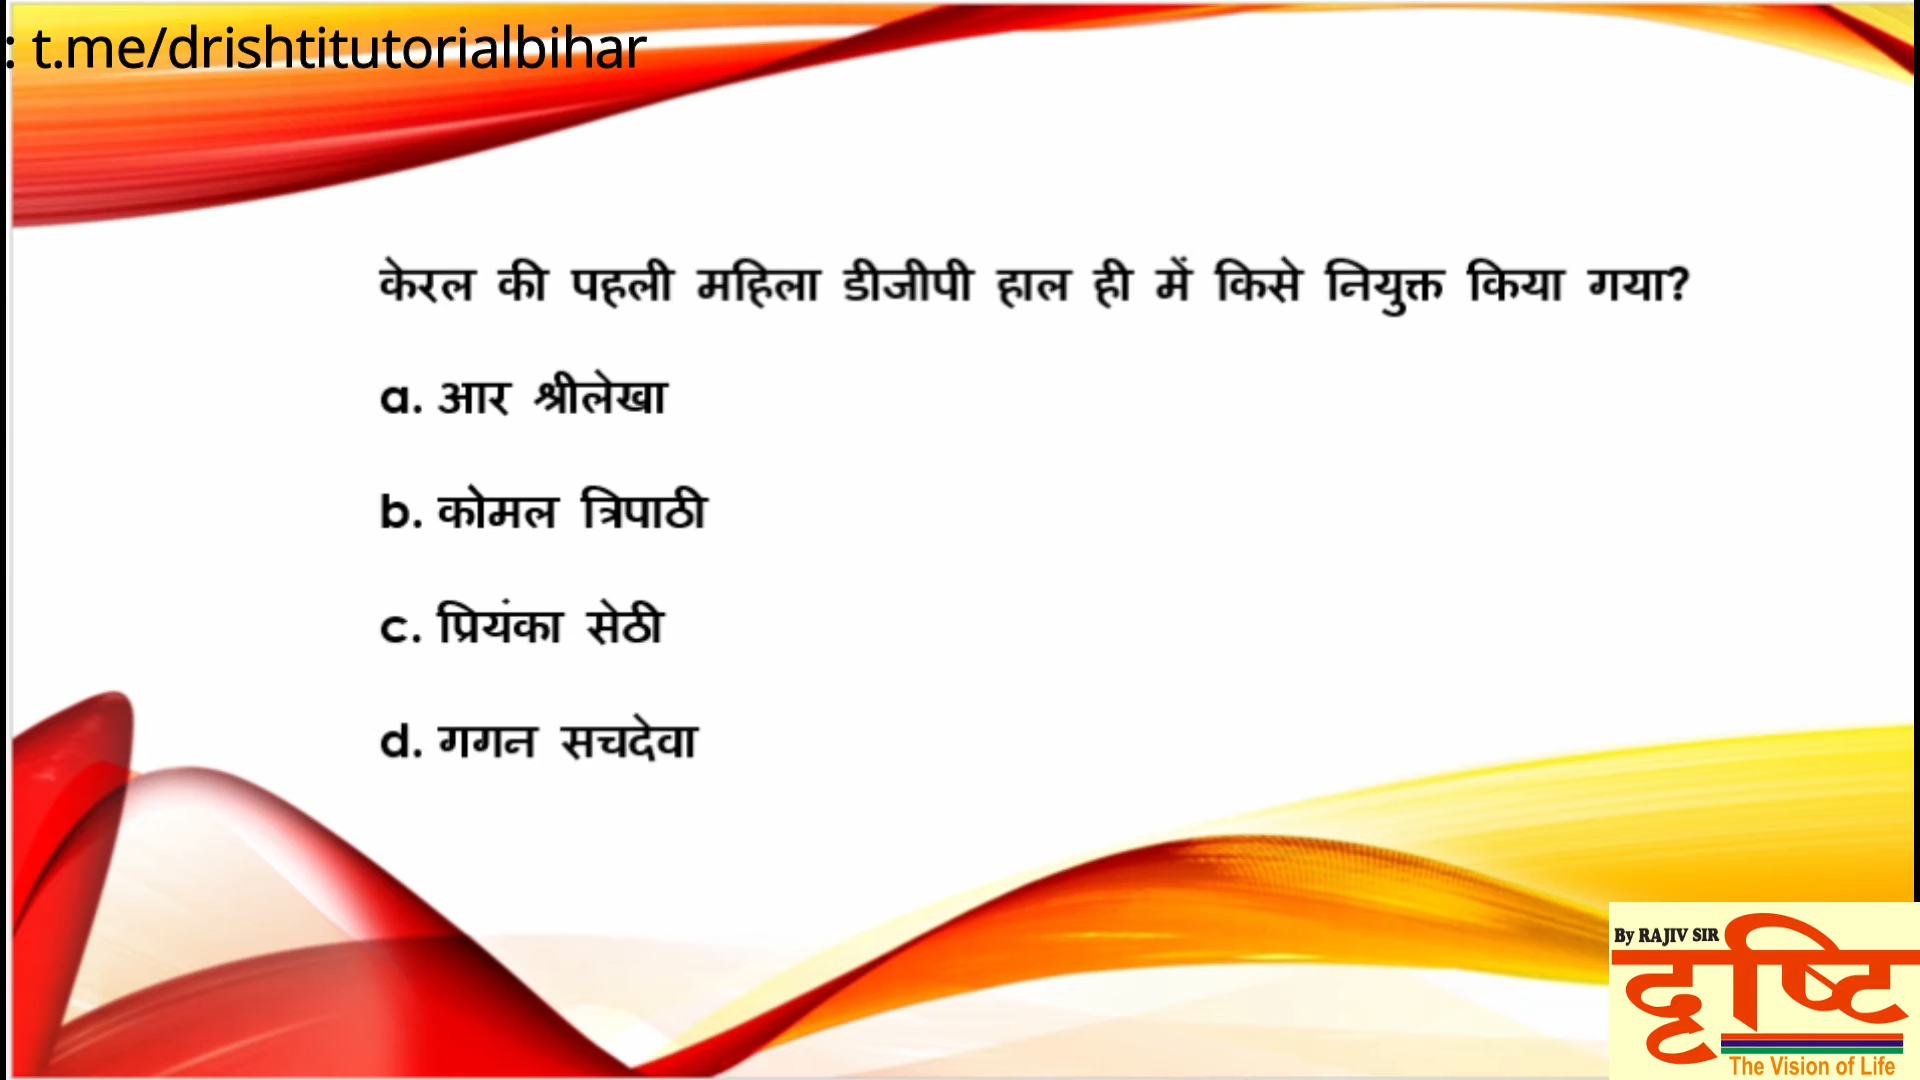 : t.me/drishtitutorialbihar
केरल की पहली महिला डीजीपी हाल ही में किसे नियुक्त किया गया?
a. आर श्रीलेखा
b. कोमल त्रिपाठी
c. प्रियंका सेठी
d. गगन सचदेवा
By RAJIV SIR
दृष्टि
The Vision of Life